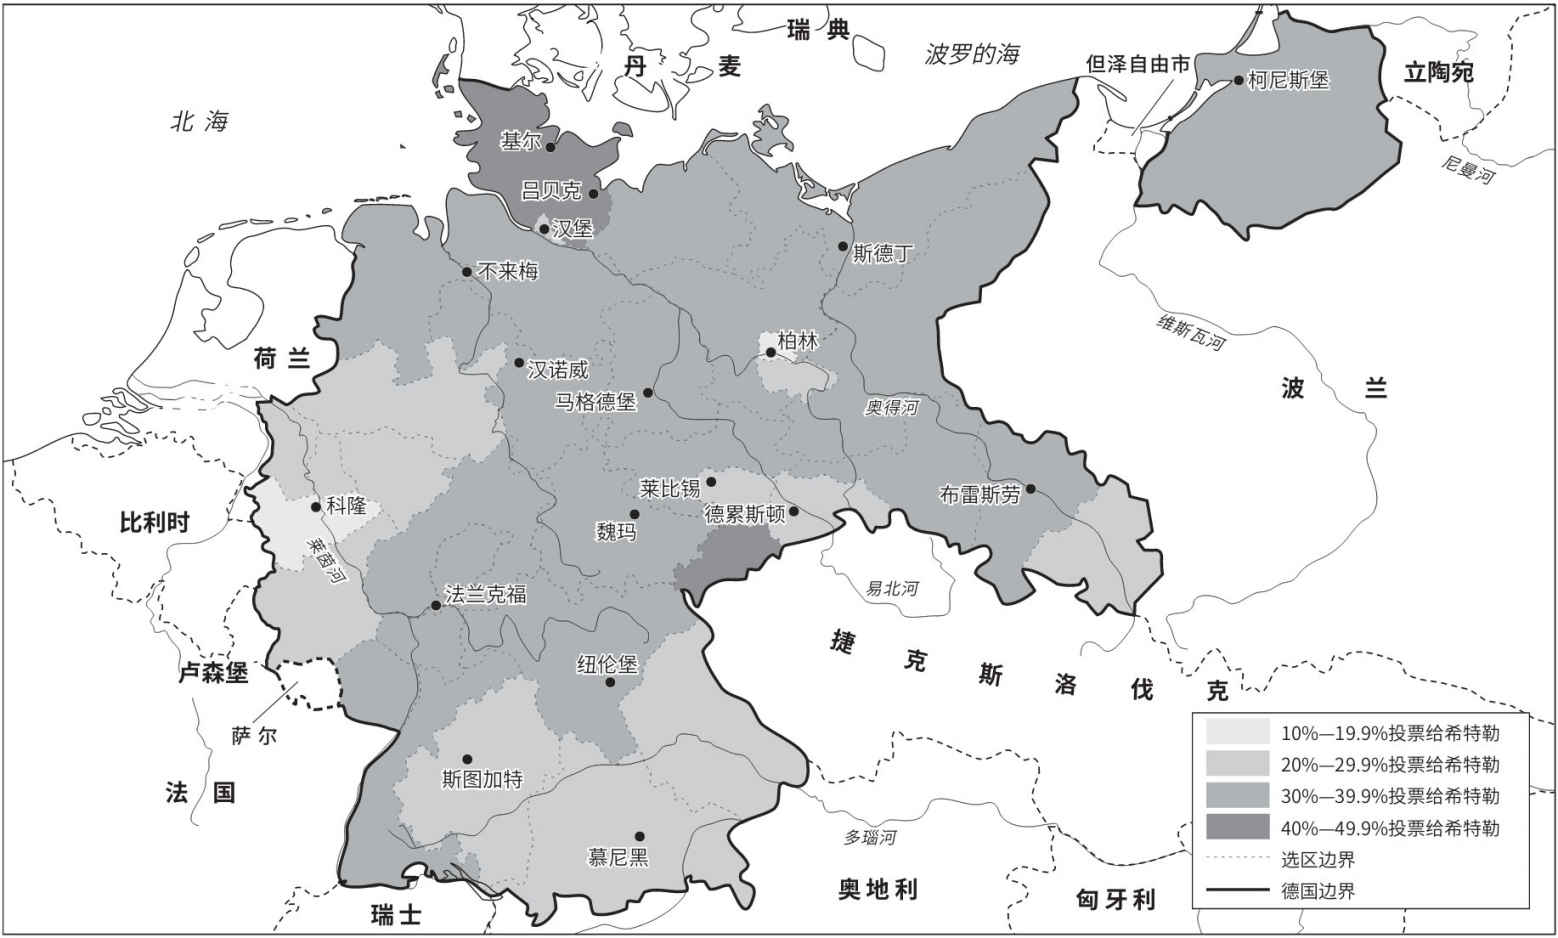 瑞典
丹麦
波罗的海
但泽自由市
柯尼斯堡
立陶宛
北海
基尔
尼曼河
吕贝克
汉堡
斯德丁
不来梅
维斯瓦河
荷兰
柏林
汉诺威
马格德堡
奥得河
波兰
莱比锡
布雷斯劳
科隆
德累斯顿
比利时
魏玛
莱茵河
法兰克福
易北河
捷克斯洛伐克
纽伦堡
卢森堡
萨尔
斯图加特
法国
多瑙河
慕尼黑
奥地利
匈牙利
瑞士
10%—19.9%投票给希特勒
20%—29.9%投票给希特勒
30%—39.9%投票给希特勒
40%—49.9%投票给希特勒
选区边界
德国边界